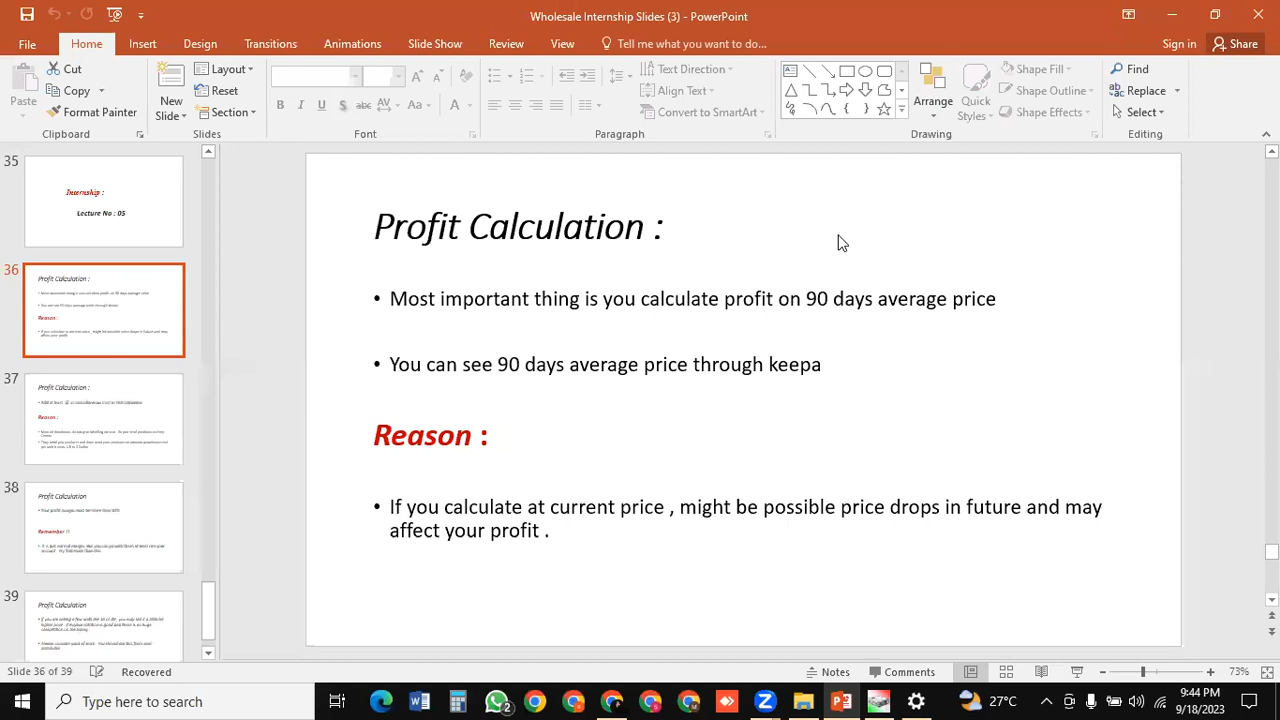 Wholesale Internship Slides (3) - PowerPoint
File Home Insert Design Transitions Animations Slide Show Review View Tell me what you want to do... Sign in Share
Paste
Cut
Copy
Format Painter
Clipboard
New
Slide
Layout
Reset
Section
Slides
B I U S abc AV Aa A
Font
Text Direction
Align Text
Convert to SmartArt
Paragraph
Arrange
Quick
Styles
Shape Fill
Shape Outline
Shape Effects
Drawing
Find
Replace
Select
Editing
35
Internship :
Lecture No : 05
36
Profit Calculation :
Reason :
37
Profit Calculation :
Reason :
38
Profit Calculation
Remember !!
39
Profit Calculation
Profit Calculation :
• Most important thing is you calculate profit on 90 days average price
• You can see 90 days average price through keepa
Reason :
• If you calculate at current price , might be possible price drops in future and may
affect your profit .
Slide 36 of 39 Recovered Notes Comments 73%
Type here to search
27°C
9:44 PM
9/18/2023